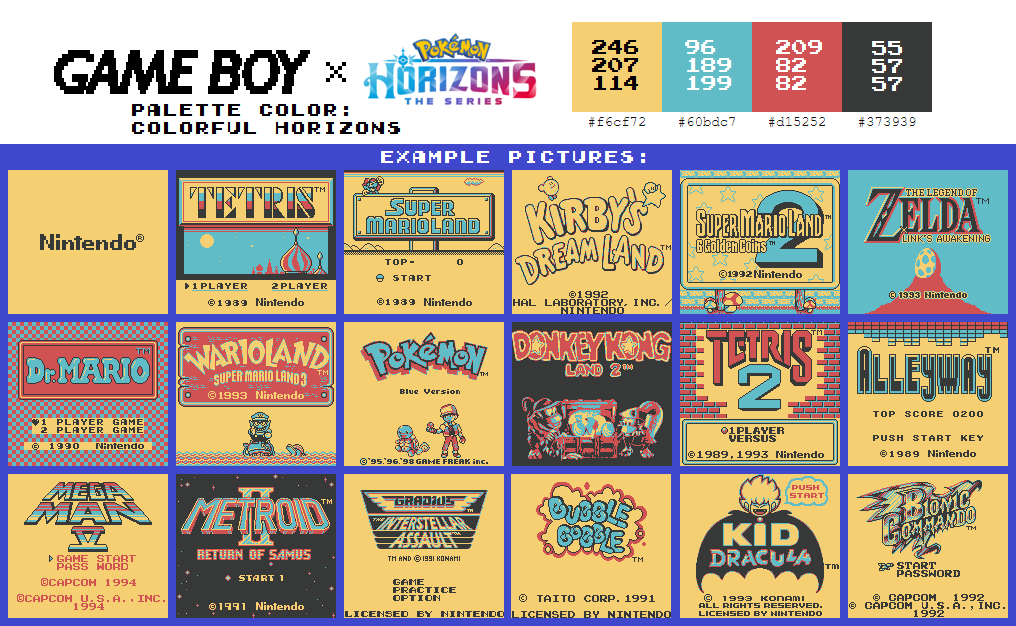 GAME BOY × Pokémon HORIZONS THE SERIES
PALETTE COLOR:
COLORFUL HORIZONS
246 207 114
96 189 199
209 82 82
55 57 57
#f6cf72 #60bdc7 #d15252 #373939
EXAMPLE PICTURES:
Nintendo®
TETRIS™
1PLAYER 2PLAYER
©1989 Nintendo
SUPER
MARIOLAND
TOP- 0
START
©1989 Nintendo
KIRBY'S
DREAM LAND™
©1992
HAL LABORATORY, INC. /
NINTENDO
SUPER MARIO LAND 2™
6 Golden Coins™
©1992 Nintendo
THE LEGEND OF
ZELDA™
LINK'S AWAKENING
©1993 Nintendo
DR. MARIO™
1 PLAYER GAME
2 PLAYER GAME
© 1990 Nintendo
WARIOLAND™
SUPER MARIO LAND 3
©1993 Nintendo
Pokémon™
Blue Version
©'95.'96.'98 GAME FREAK inc.
DONKEY KONG
LAND 2™
TETRIS™
2
1PLAYER
VERSUS
©1989,1993 Nintendo
ALLEYWAY™
TOP SCORE 0200
PUSH START KEY
©1989 Nintendo
MEGA
MAN
V
GAME START
PASS WORD
©CAPCOM 1994
©CAPCOM U.S.A.,INC.
1994
METROID™
II
RETURN OF SAMUS
START 1
©1991 Nintendo
GRADIUS™
THE INTERSTELLAR
ASSAULT™
TM AND ©1991 KONAMI
GAME
PRACTICE
OPTION
LICENSED BY NINTENDO
BUBBLE
BOBBLE™
© TAITO CORP. 1991
LICENSED BY NINTENDO
PUSH
START
KID
DRACULA™
© 1993 KONAMI
ALL RIGHTS RESERVED.
LICENSED BY NINTENDO
BIONIC
COMMANDO™
START
PASSWORD
© CAPCOM 1992
© CAPCOM U.S.A.,INC.
1992